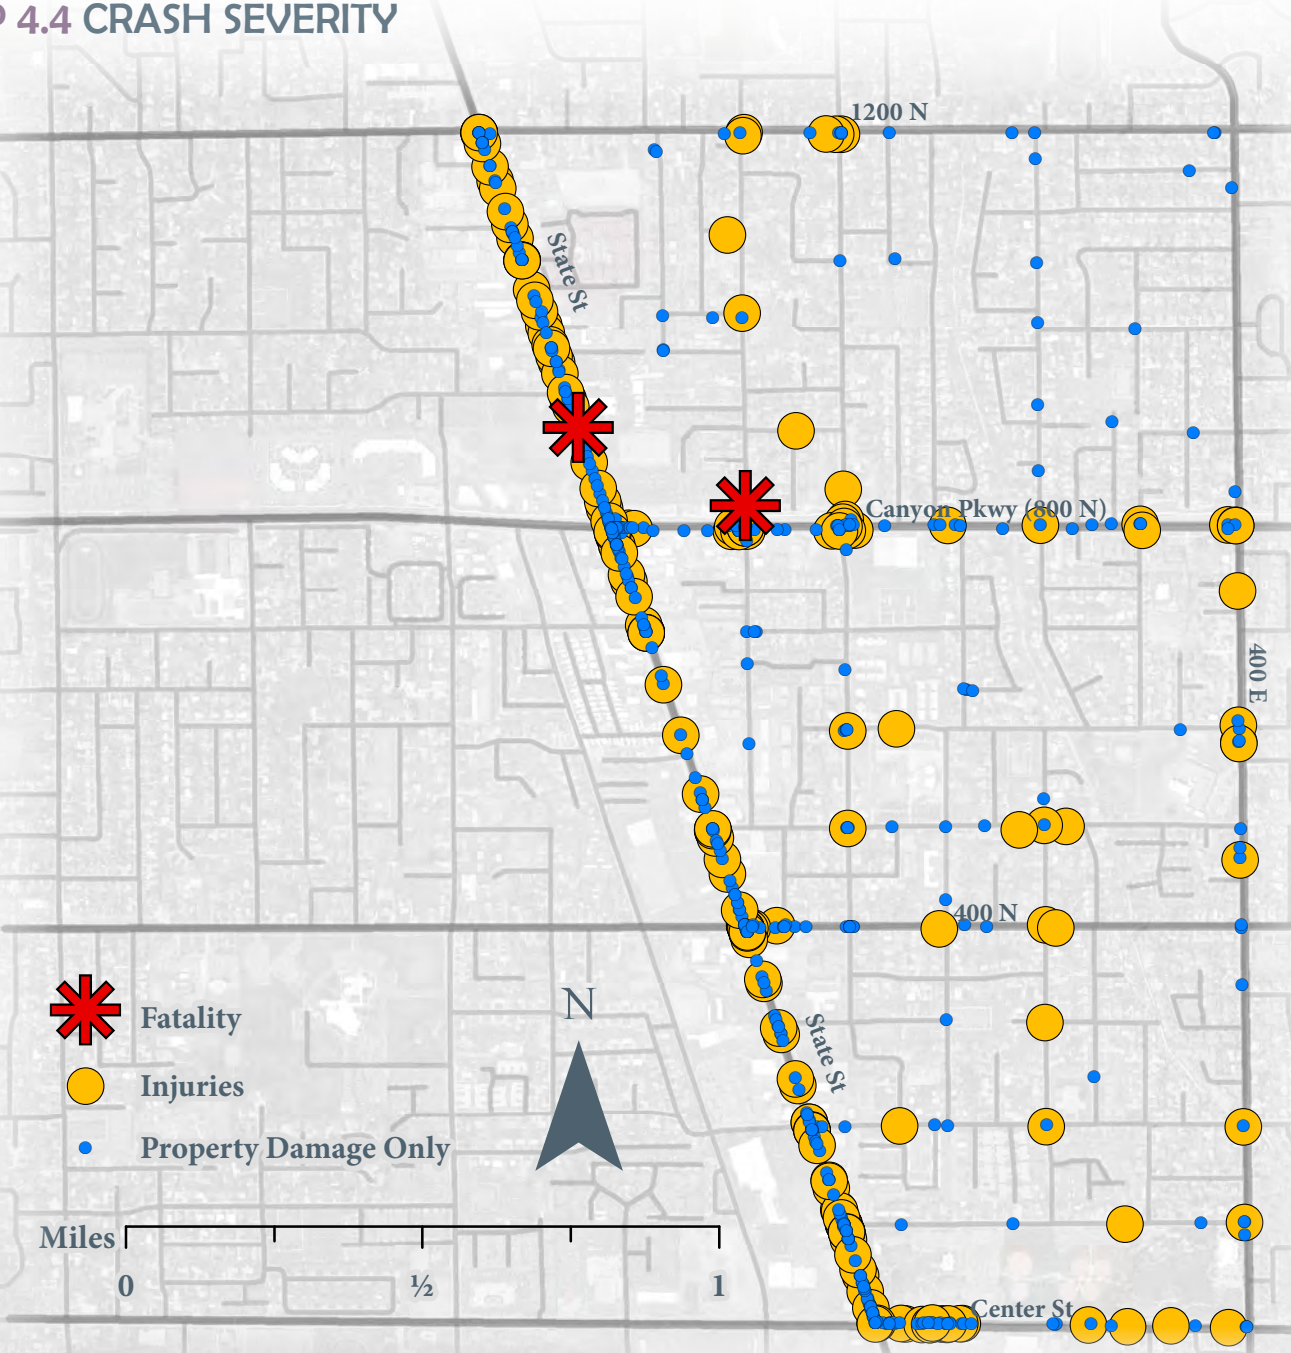 4.4 CRASH SEVERITY
1200 N
State St
Canyon Pkwy (800 N)
400 E
400 N
State St
N
Fatality
Injuries
Property Damage Only
Miles
0 ½ 1
Center St